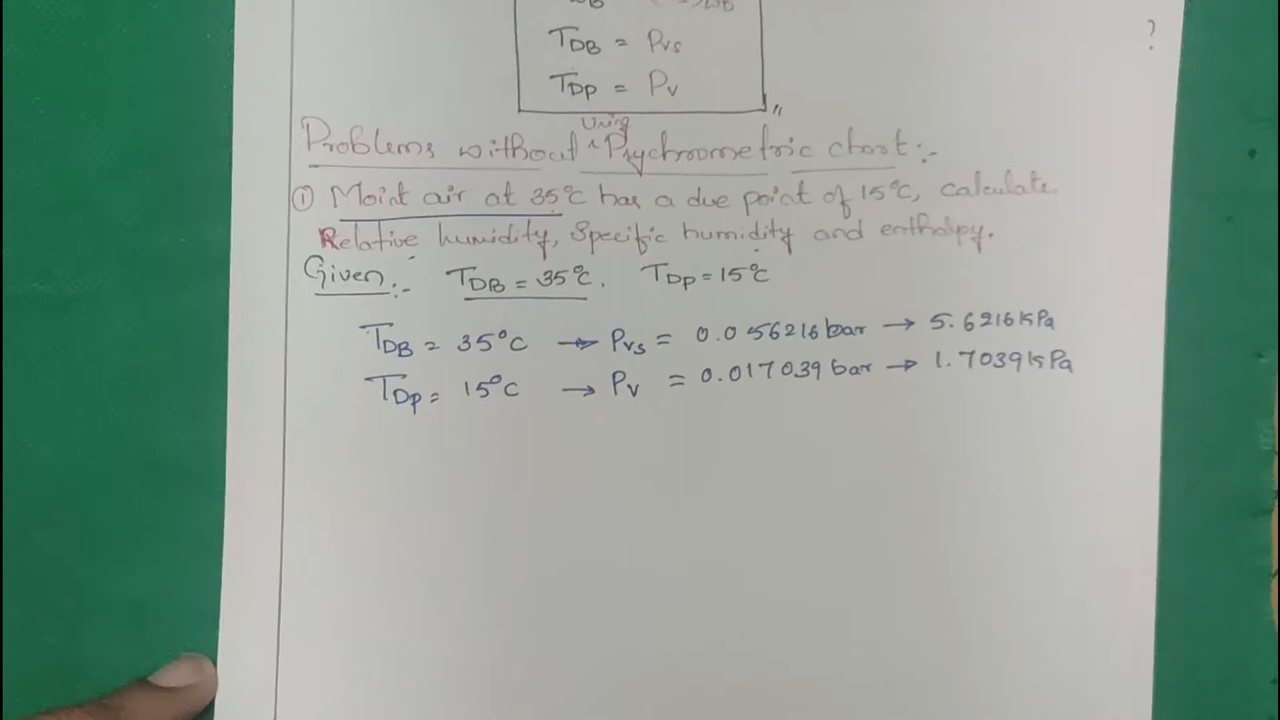 TDB = Pvs
TDP = Pv
?
Using
Problems without ^ Psychrometric chart :-
① Moist air at 35°C has a due point of 15°C, calculate
Relative humidity, Specific humidity and enthalpy.
Given :- TDB = 35°C. TDP = 15°C
TDB = 35°C → Pvs = 0.056216 bar → 5.6216 kPa
TDP = 15°C → Pv = 0.017039 bar → 1.7039 kPa